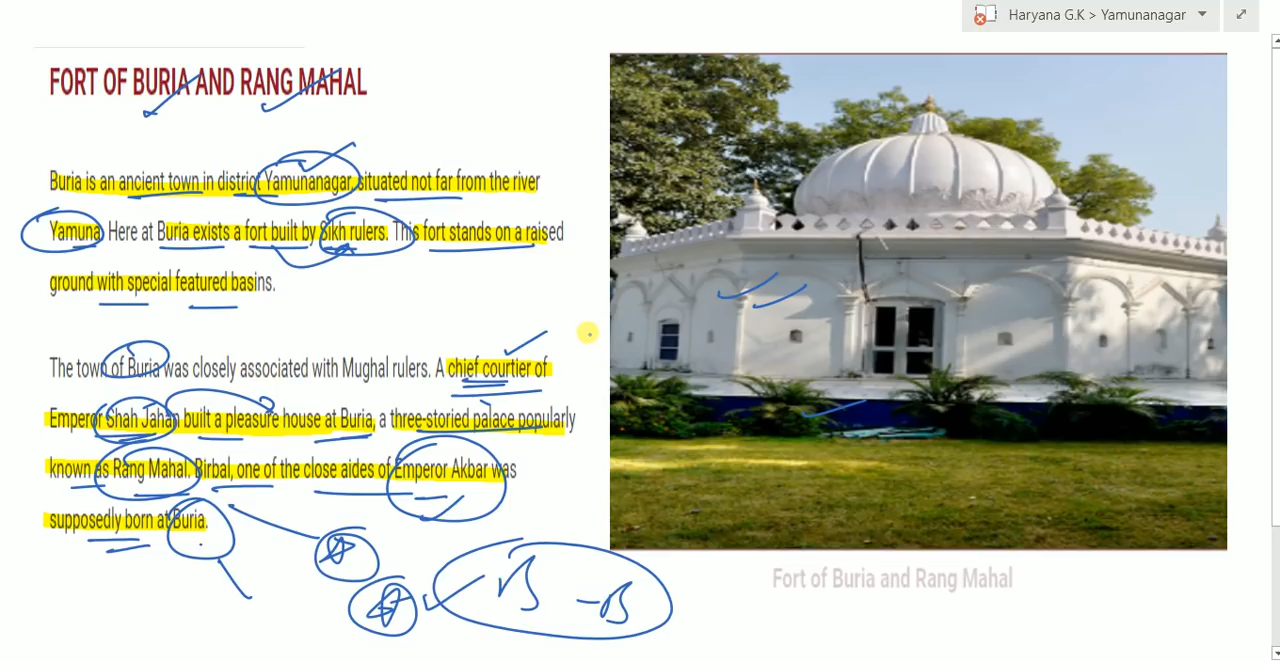 Haryana G.K > Yamunanagar
FORT OF BURIA AND RANG MAHAL
Buria is an ancient town in district Yamunanagar, situated not far from the river
Yamuna. Here at Buria exists a fort built by Sikh rulers. This fort stands on a raised
ground with special featured basins.
The town of Buria was closely associated with Mughal rulers. A chief courtier of
Emperor Shah Jahan built a pleasure house at Buria, a three-storied palace popularly
known as Rang Mahal. Birbal, one of the close aides of Emperor Akbar was
supposedly born at Buria.
B - B
Fort of Buria and Rang Mahal